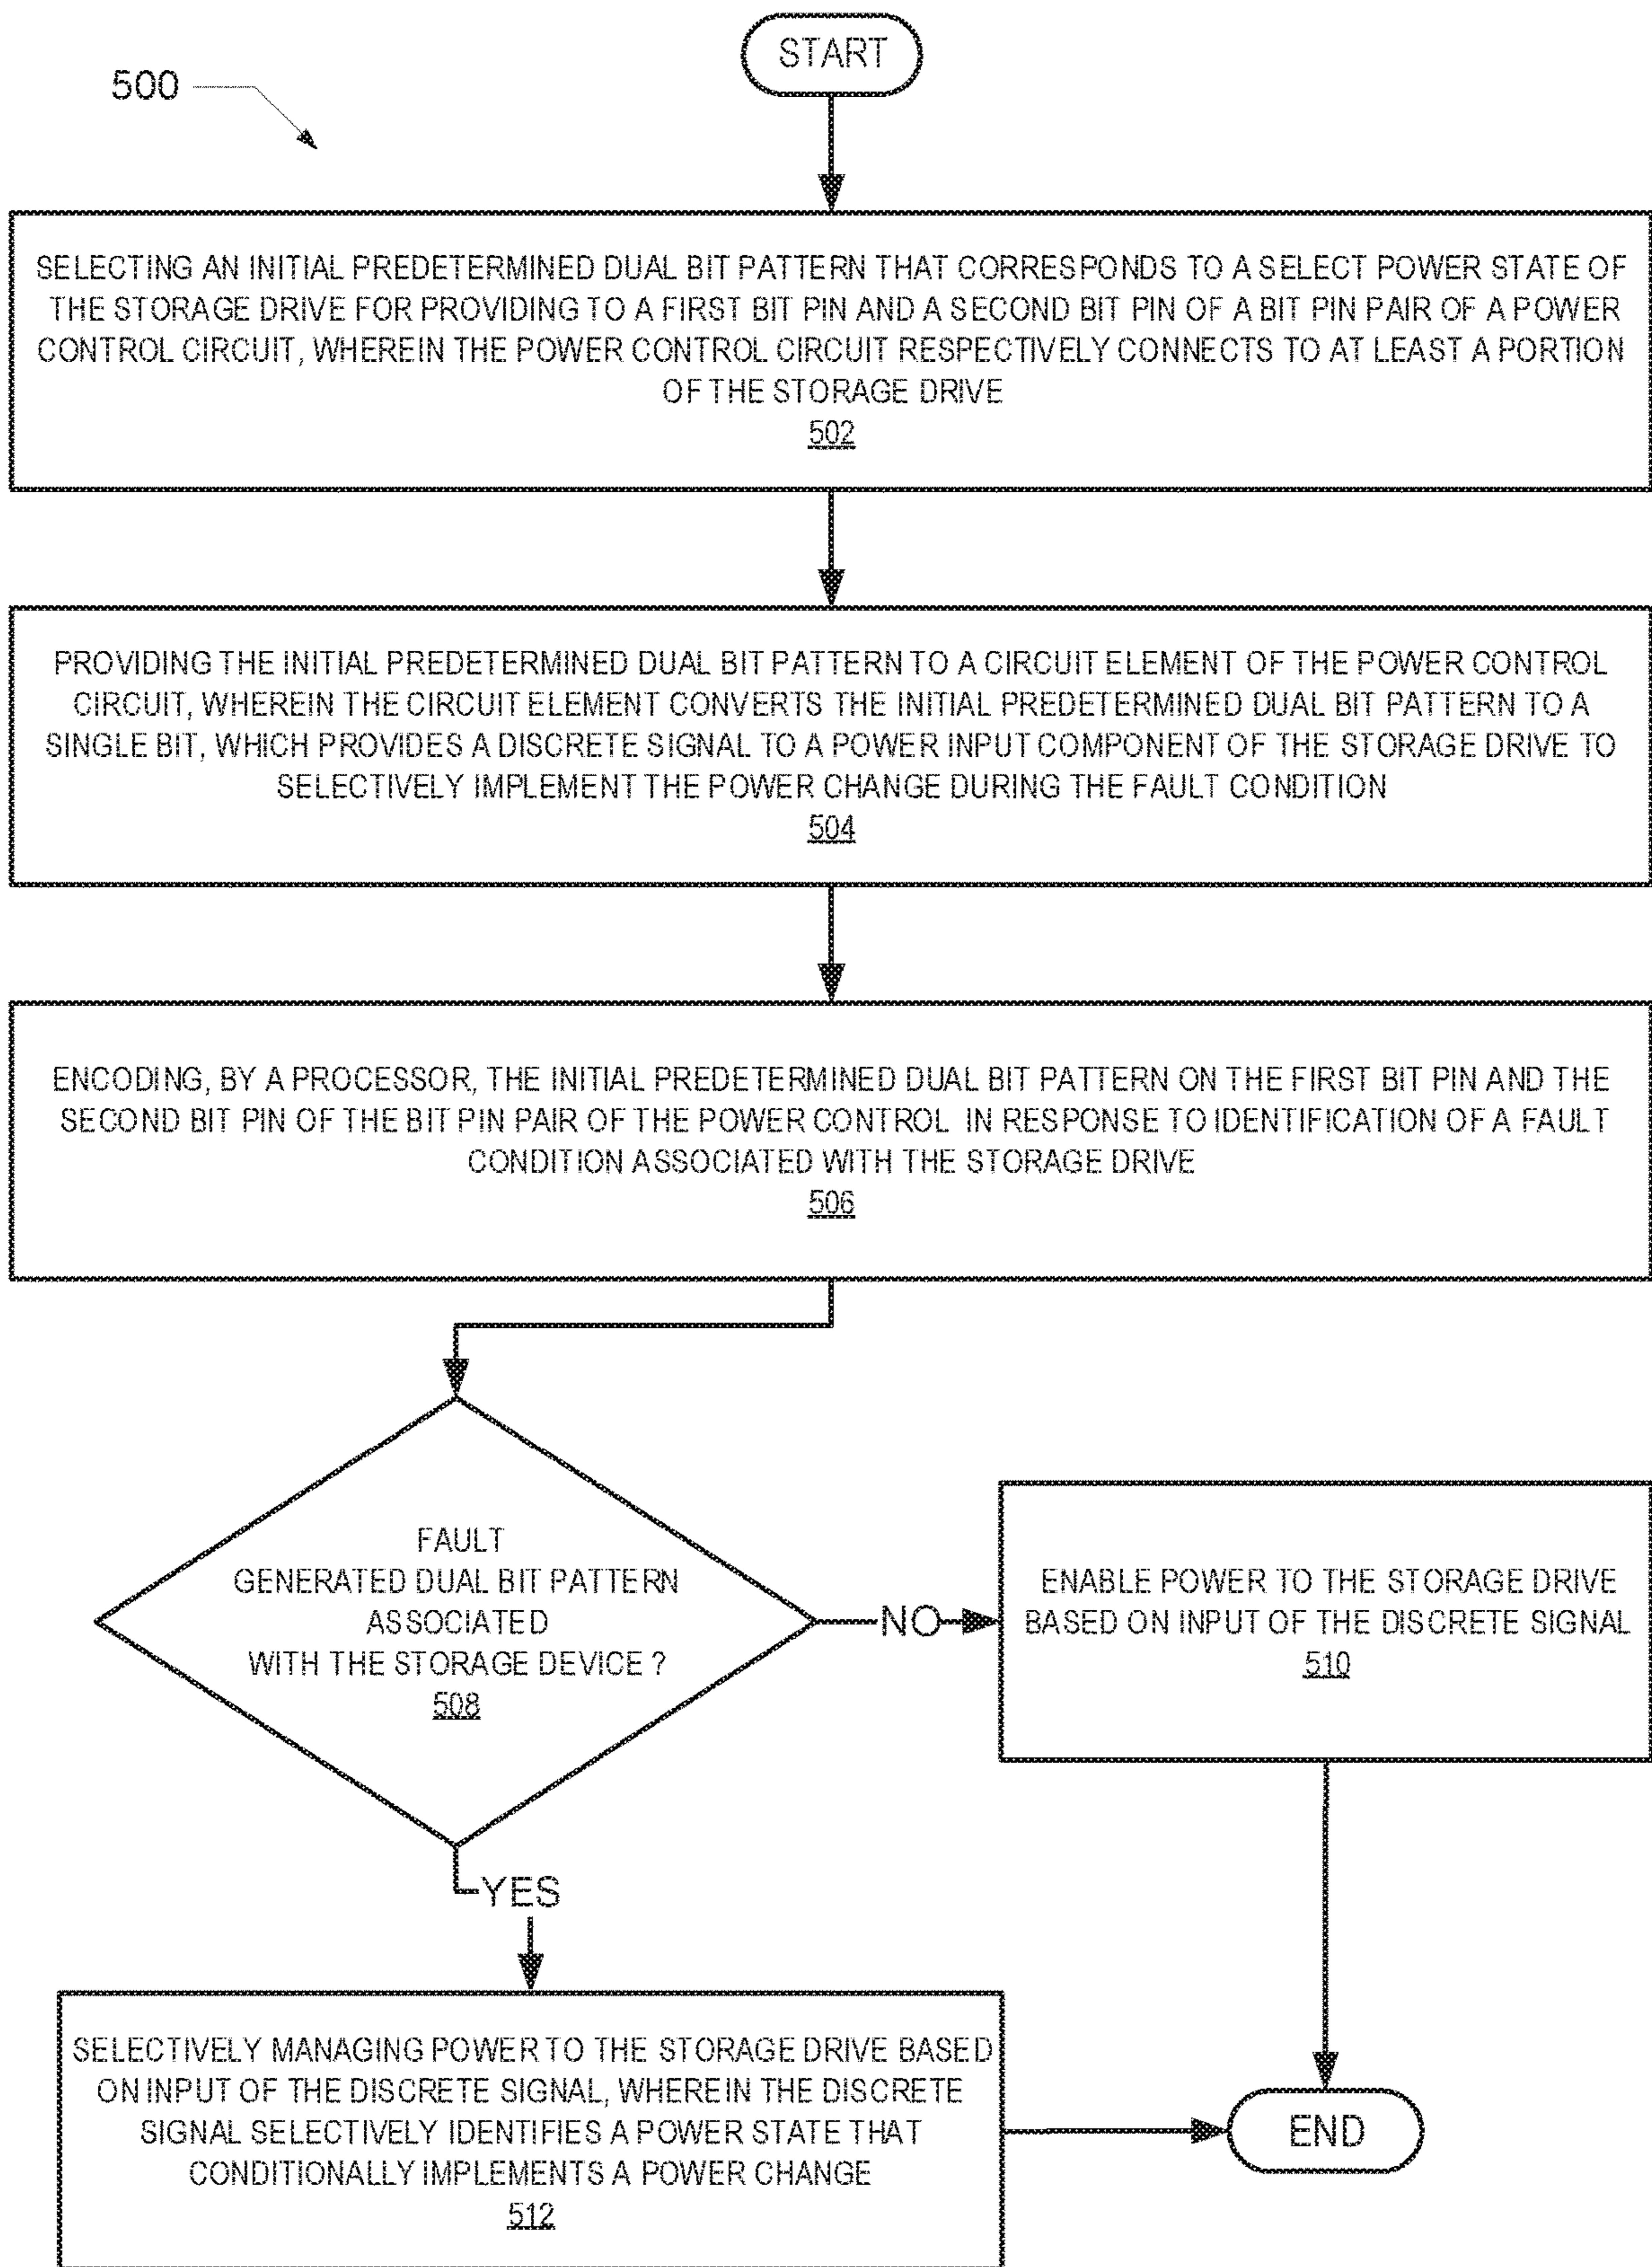 START
500
SELECTING AN INITIAL PREDETERMINED DUAL BIT PATTERN THAT CORRESPONDS TO A SELECT POWER STATE OF
THE STORAGE DRIVE FOR PROVIDING TO A FIRST BIT PIN AND A SECOND BIT PIN OF A BIT PIN PAIR OF A POWER
CONTROL CIRCUIT, WHEREIN THE POWER CONTROL CIRCUIT RESPECTIVELY CONNECTS TO AT LEAST A PORTION
OF THE STORAGE DRIVE
502
PROVIDING THE INITIAL PREDETERMINED DUAL BIT PATTERN TO A CIRCUIT ELEMENT OF THE POWER CONTROL
CIRCUIT, WHEREIN THE CIRCUIT ELEMENT CONVERTS THE INITIAL PREDETERMINED DUAL BIT PATTERN TO A
SINGLE BIT, WHICH PROVIDES A DISCRETE SIGNAL TO A POWER INPUT COMPONENT OF THE STORAGE DRIVE TO
SELECTIVELY IMPLEMENT THE POWER CHANGE DURING THE FAULT CONDITION
504
ENCODING, BY A PROCESSOR, THE INITIAL PREDETERMINED DUAL BIT PATTERN ON THE FIRST BIT PIN AND THE
SECOND BIT PIN OF THE BIT PIN PAIR OF THE POWER CONTROL IN RESPONSE TO IDENTIFICATION OF A FAULT
CONDITION ASSOCIATED WITH THE STORAGE DRIVE
506
FAULT
GENERATED DUAL BIT PATTERN
ASSOCIATED
WITH THE STORAGE DEVICE ?
508
NO
ENABLE POWER TO THE STORAGE DRIVE
BASED ON INPUT OF THE DISCRETE SIGNAL
510
YES
SELECTIVELY MANAGING POWER TO THE STORAGE DRIVE BASED
ON INPUT OF THE DISCRETE SIGNAL, WHEREIN THE DISCRETE
SIGNAL SELECTIVELY IDENTIFIES A POWER STATE THAT
CONDITIONALLY IMPLEMENTS A POWER CHANGE
512
END